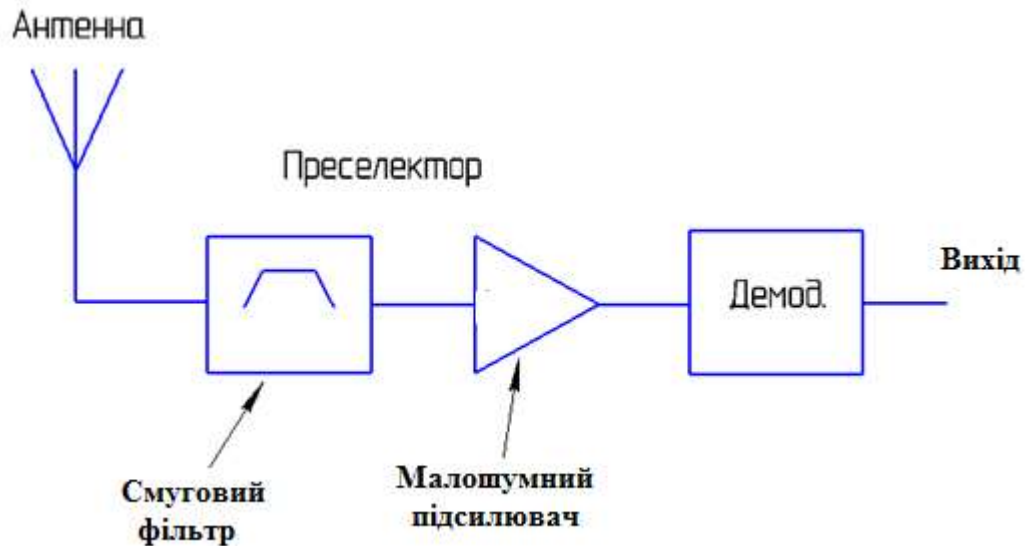 Антенна
Преселектор
Демод.
Вихід
Смуговий
фільтр
Малошумний
підсилювач